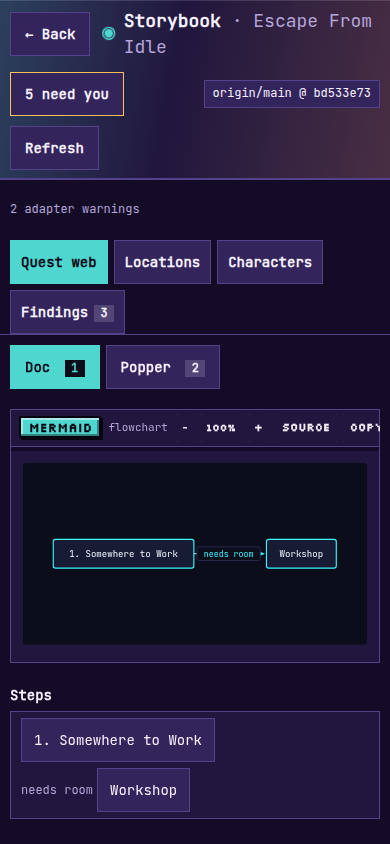 ← Back
Storybook · Escape From
Idle
5 need you
origin/main @ bd533e73
Refresh
2 adapter warnings
Quest web
Locations
Characters
Findings 3
Doc 1
Popper 2
MERMAID flowchart - 100% + SOURCE COPY
1. Somewhere to Work
needs room
Workshop
Steps
1. Somewhere to Work
needs room Workshop